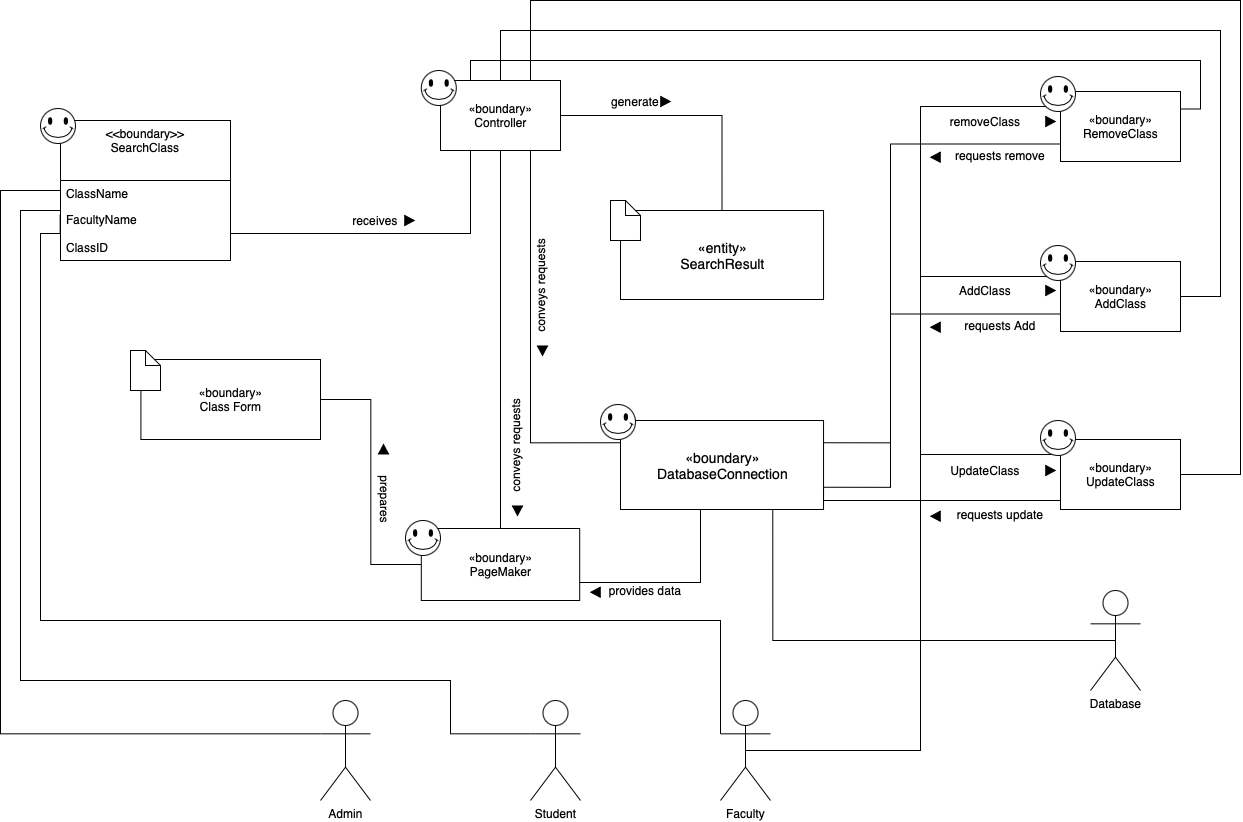 <<boundary>>
SearchClass
ClassName
FacultyName
ClassID
receives
«boundary»
Controller
generate
«entity»
SearchResult
conveys requests
conveys requests
«boundary»
Class Form
prepares
«boundary»
PageMaker
provides data
«boundary»
DatabaseConnection
removeClass
requests remove
«boundary»
RemoveClass
AddClass
requests Add
«boundary»
AddClass
UpdateClass
requests update
«boundary»
UpdateClass
Database
Admin
Student
Faculty